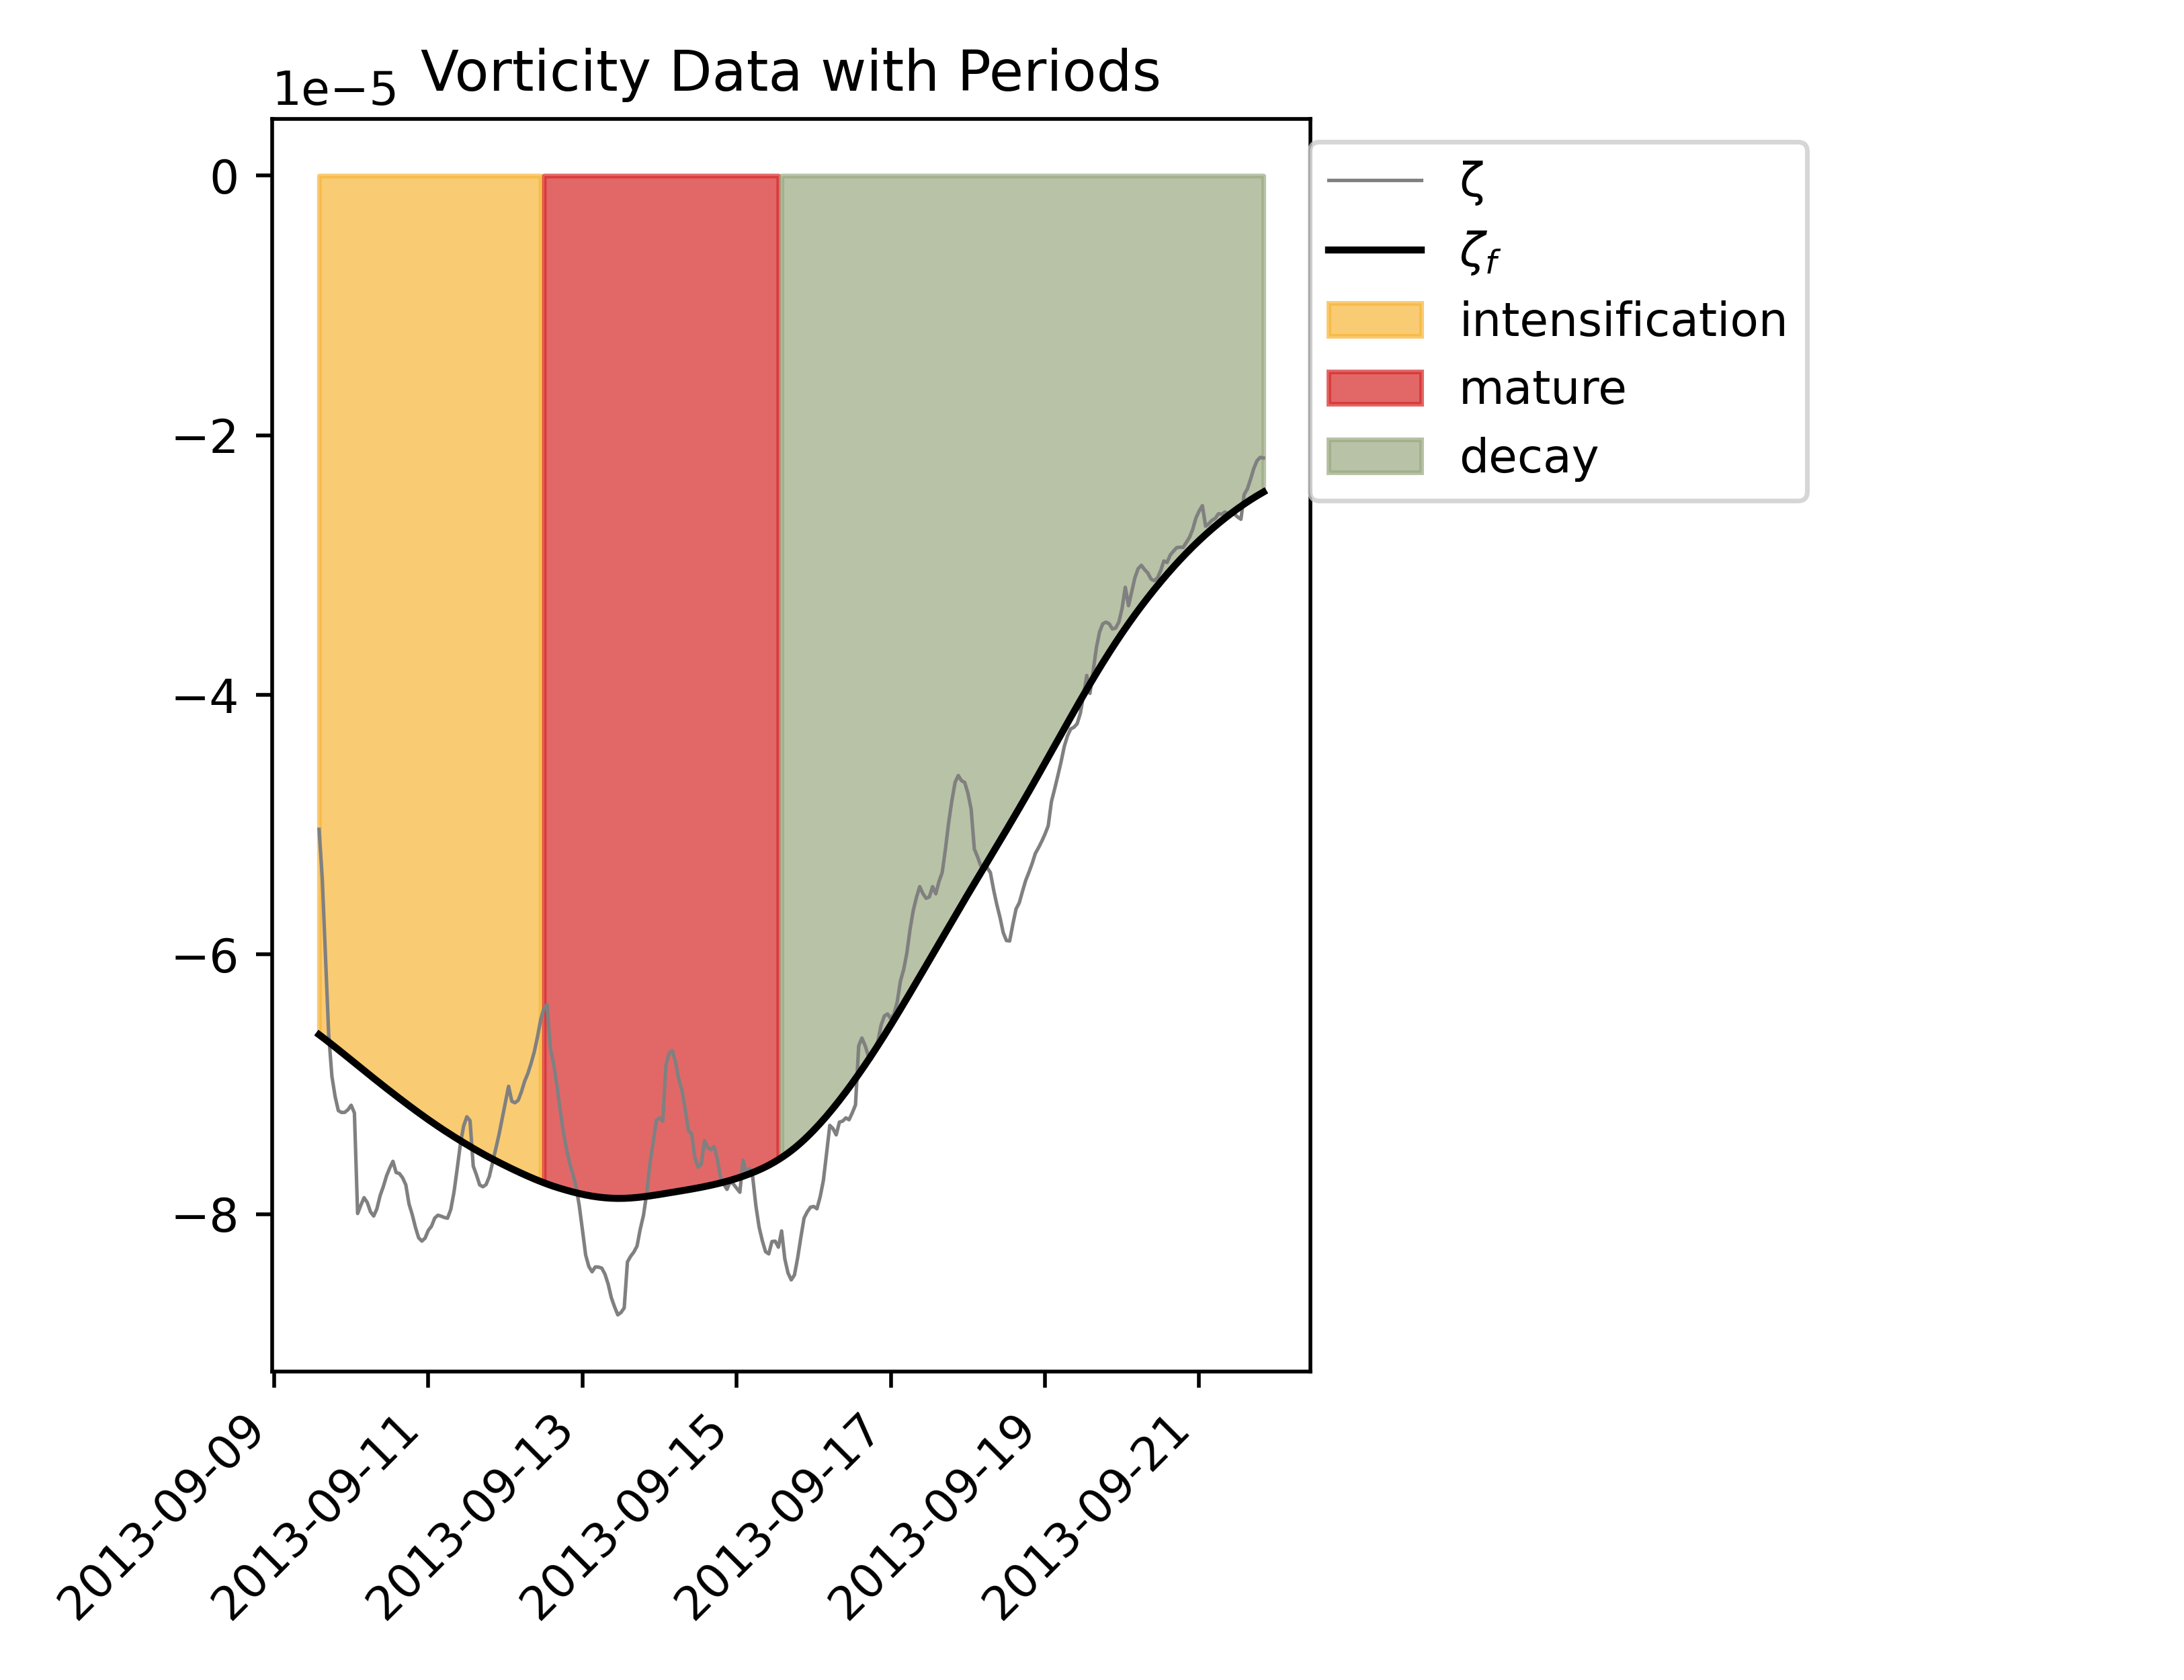 Vorticity Data with Periods
1e−5
0
−2
−4
−6
−8
2013-09-09
2013-09-11
2013-09-13
2013-09-15
2013-09-17
2013-09-19
2013-09-21
ζ
ζf
intensification
mature
decay